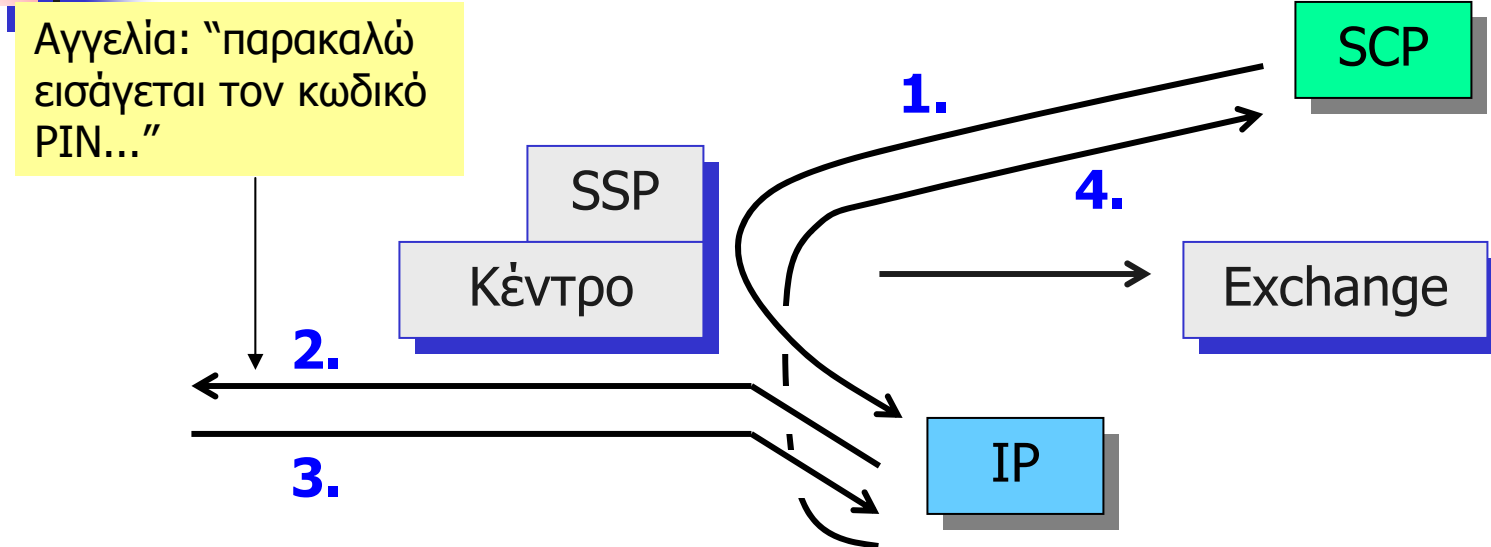 Αγγελία: “παρακαλώ
εισάγεται τον κωδικό
PIN...”
SCP
1.
SSP
4.
Κέντρο
Exchange
2.
3.
IP